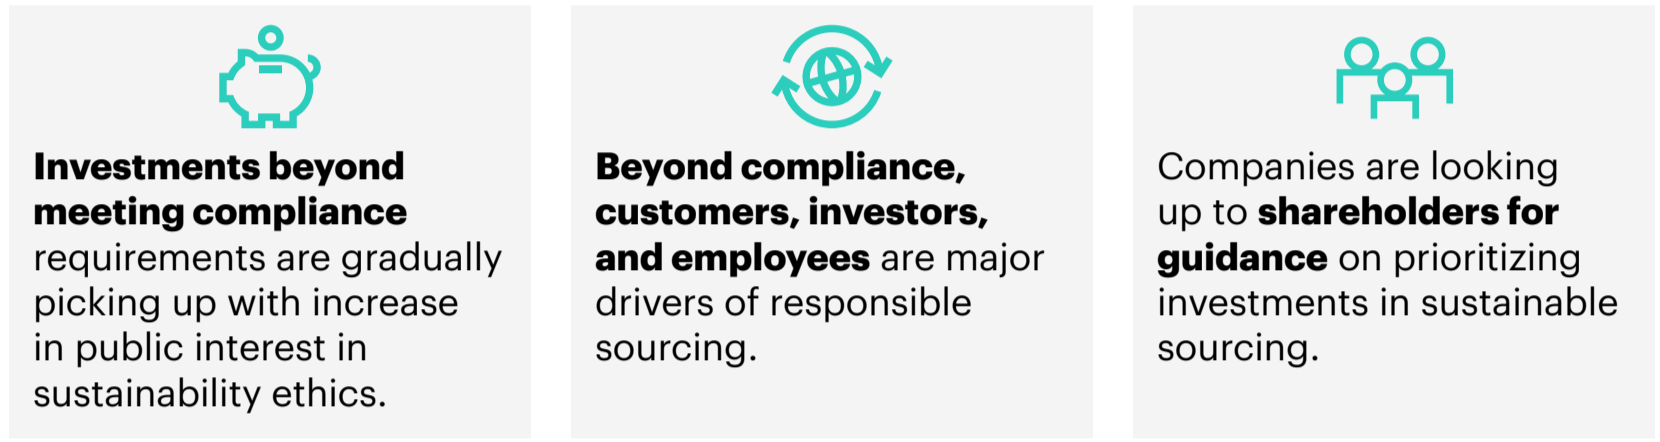 Investments beyond
meeting compliance
requirements are gradually
picking up with increase
in public interest in
sustainability ethics.
Beyond compliance,
customers, investors,
and employees are major
drivers of responsible
sourcing.
Companies are looking
up to shareholders for
guidance on prioritizing
investments in sustainable
sourcing.